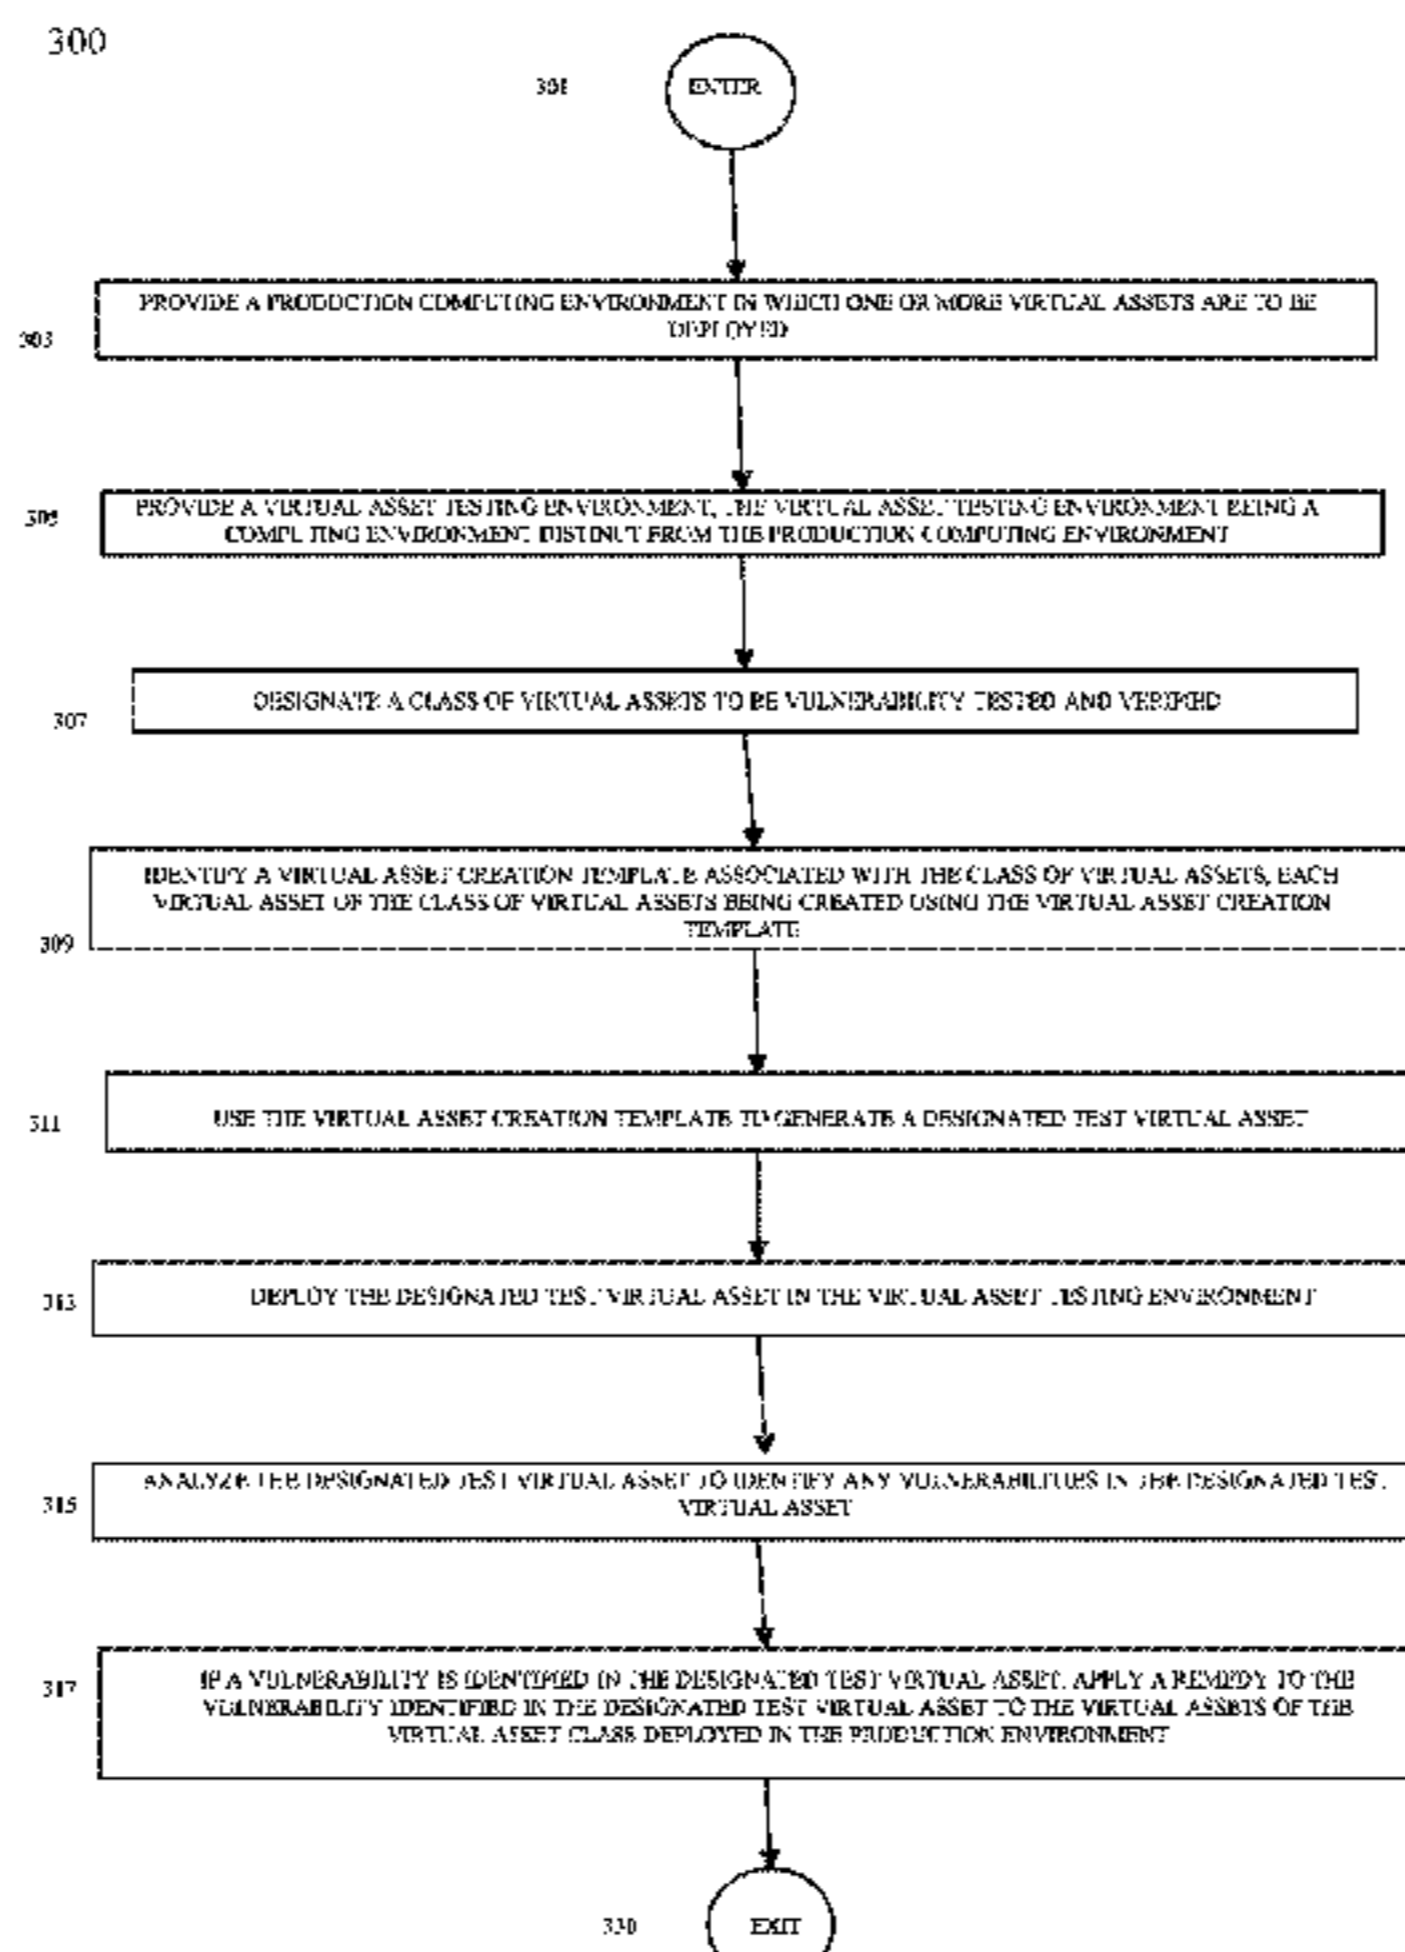 300
301 ENTER
PROVIDE A PRODUCTION COMPUTING ENVIRONMENT IN WHICH ONE OR MORE VIRTUAL ASSETS ARE TO BE
DEPLOYED
303
PROVIDE A VIRTUAL ASSET TESTING ENVIRONMENT, THE VIRTUAL ASSET TESTING ENVIRONMENT BEING A
COMPUTING ENVIRONMENT DISTINCT FROM THE PRODUCTION COMPUTING ENVIRONMENT
305
DESIGNATE A CLASS OF VIRTUAL ASSETS TO BE VULNERABILITY TESTED AND VERIFIED
307
IDENTIFY A VIRTUAL ASSET CREATION TEMPLATE ASSOCIATED WITH THE CLASS OF VIRTUAL ASSETS, EACH
VIRTUAL ASSET OF THE CLASS OF VIRTUAL ASSETS BEING CREATED USING THE VIRTUAL ASSET CREATION
TEMPLATE
309
USE THE VIRTUAL ASSET CREATION TEMPLATE TO GENERATE A DESIGNATED TEST VIRTUAL ASSET
311
DEPLOY THE DESIGNATED TEST VIRTUAL ASSET IN THE VIRTUAL ASSET TESTING ENVIRONMENT
313
ANALYZE THE DESIGNATED TEST VIRTUAL ASSET TO IDENTIFY ANY VULNERABILITIES IN THE DESIGNATED TEST
VIRTUAL ASSET
315
IF A VULNERABILITY IS IDENTIFIED IN THE DESIGNATED TEST VIRTUAL ASSET, APPLY A REMEDY TO THE
VULNERABILITY IDENTIFIED IN THE DESIGNATED TEST VIRTUAL ASSET TO THE VIRTUAL ASSETS OF THE
VIRTUAL ASSET CLASS DEPLOYED IN THE PRODUCTION ENVIRONMENT
317
330 EXIT